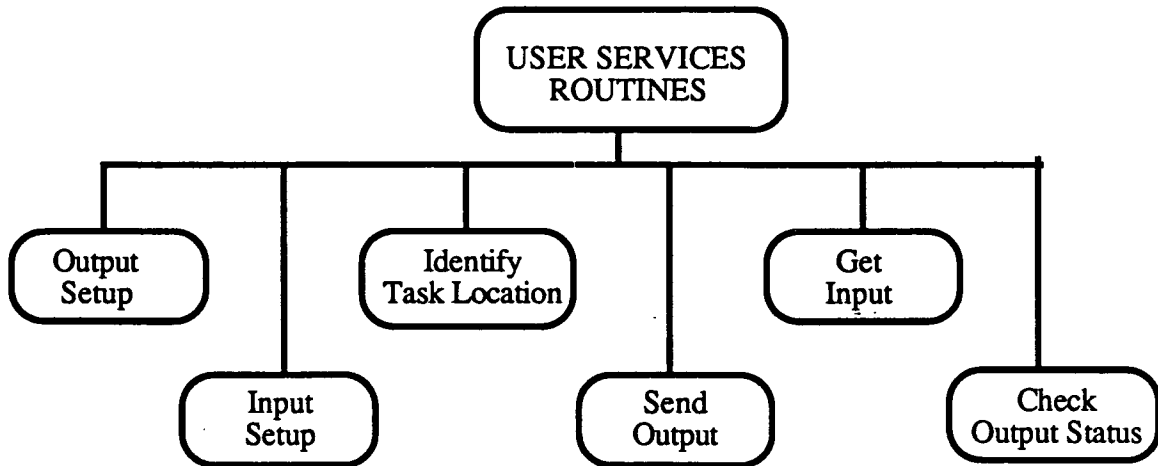 USER SERVICES
ROUTINES
Output
Setup
Identify
Task Location
Get
Input
Input
Setup
Send
Output
Check
Output Status